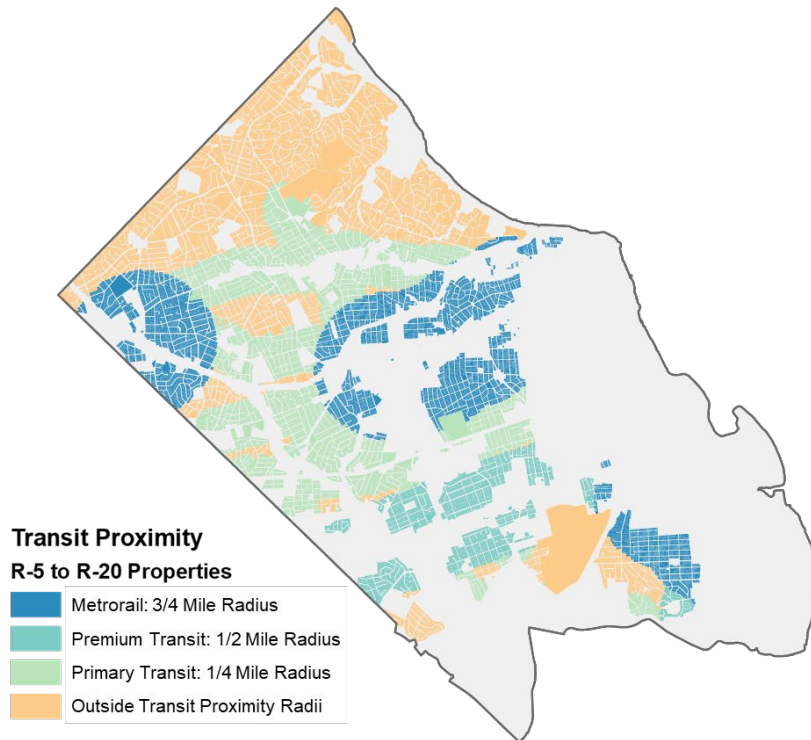 Transit Proximity
R-5 to R-20 Properties
Metrorail: 3/4 Mile Radius
Premium Transit: 1/2 Mile Radius
Primary Transit: 1/4 Mile Radius
Outside Transit Proximity Radii